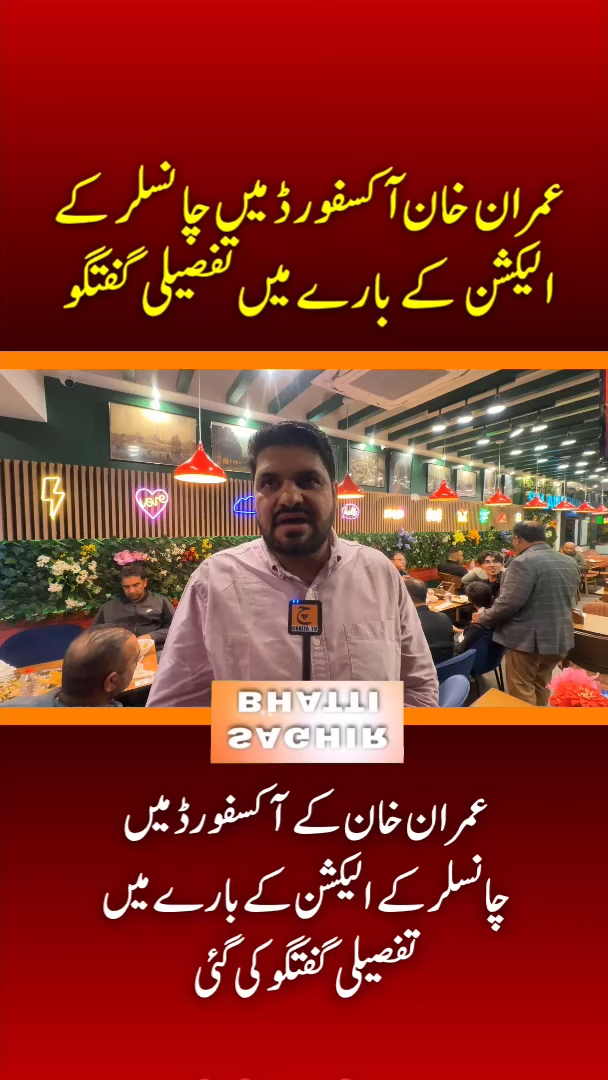 عمران خان آکسفورڈ میں چانسلر کے
الیکشن کے بارے میں تفصیلی گفتگو
SAGHIR
BHATTI
عمران خان کے آکسفورڈ میں
چانسلر کے الیکشن کے بارے میں
تفصیلی گفتگو کی گئی